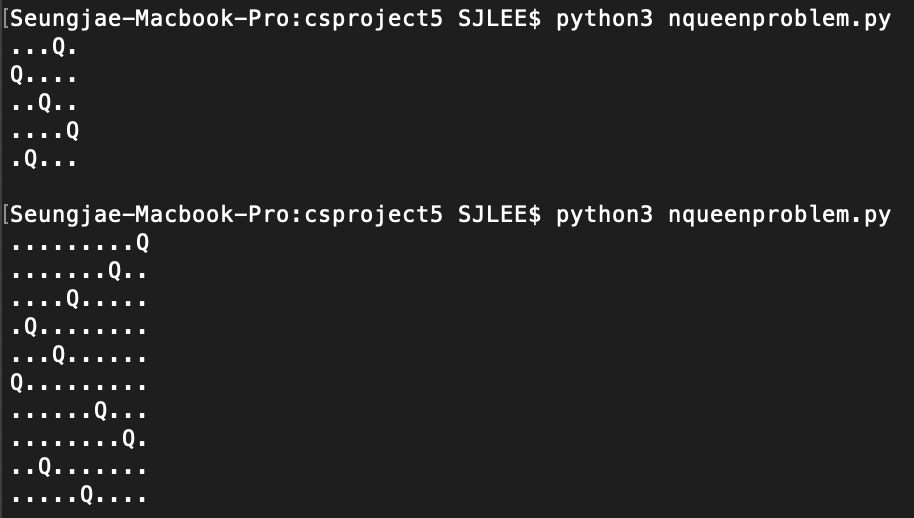 [Seungjae-Macbook-Pro:csproject5 SJLEE$ python3 nqueenproblem.py
...Q.
Q....
..Q..
....Q
.Q...
[Seungjae-Macbook-Pro:csproject5 SJLEE$ python3 nqueenproblem.py
.........Q
.......Q..
....Q.....
.Q........
...Q......
Q.........
......Q...
........Q.
..Q.......
.....Q....